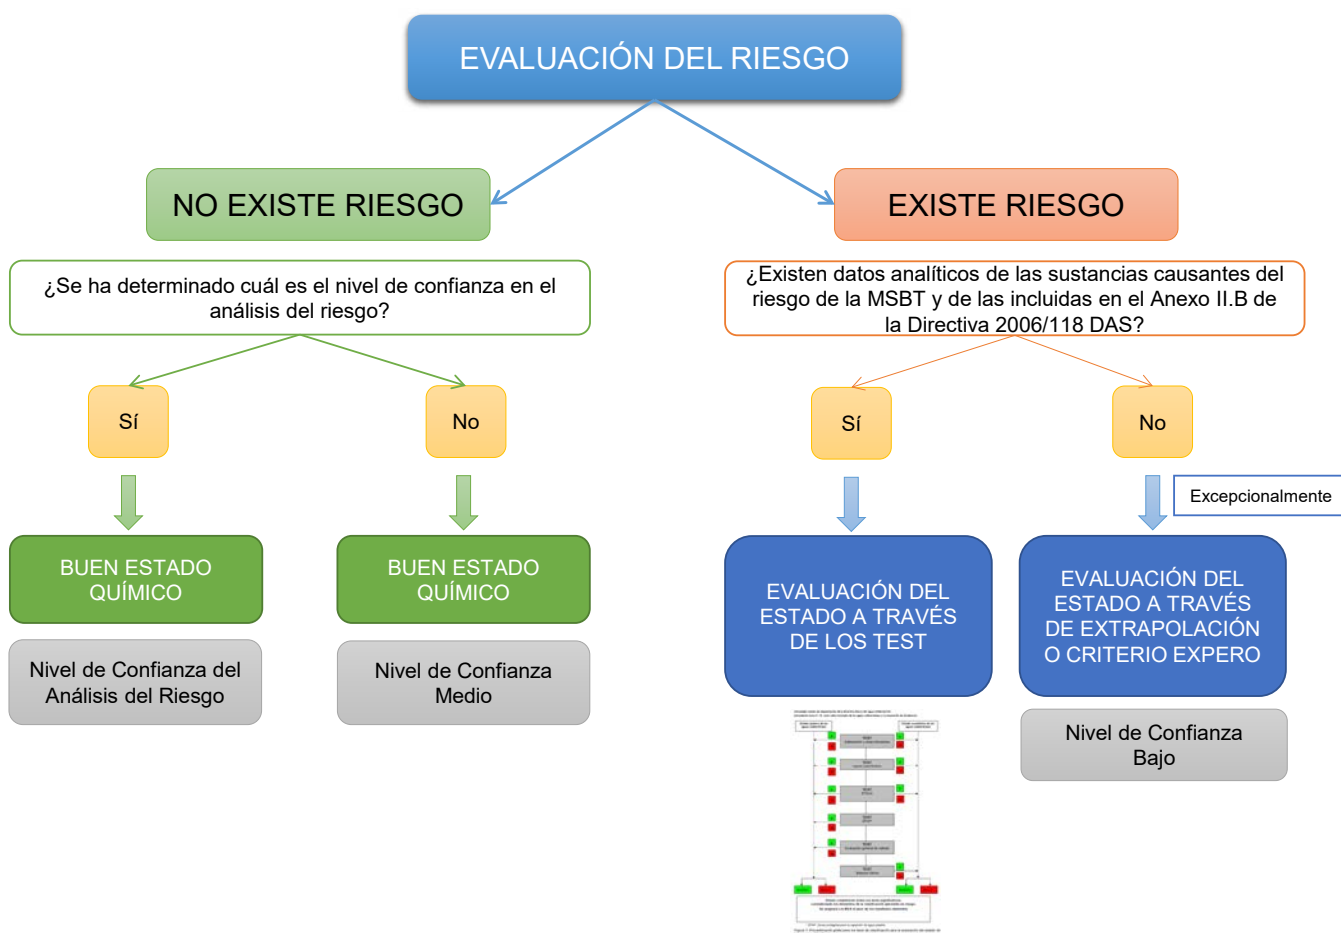 EVALUACIÓN DEL RIESGO
NO EXISTE RIESGO
EXISTE RIESGO
¿Se ha determinado cuál es el nivel de confianza en el
análisis del riesgo?
¿Existen datos analíticos de las sustancias causantes del
riesgo de la MSBT y de las incluidas en el Anexo II.B de
la Directiva 2006/118 DAS?
Sí
No
Sí
No
Excepcionalmente
BUEN ESTADO
QUÍMICO
BUEN ESTADO
QUÍMICO
EVALUACIÓN DEL
ESTADO A TRAVÉS
DE LOS TEST
EVALUACIÓN DEL
ESTADO A TRAVÉS
DE EXTRAPOLACIÓN
O CRITERIO EXPERO
Nivel de Confianza del
Análisis del Riesgo
Nivel de Confianza
Medio
Nivel de Confianza
Bajo